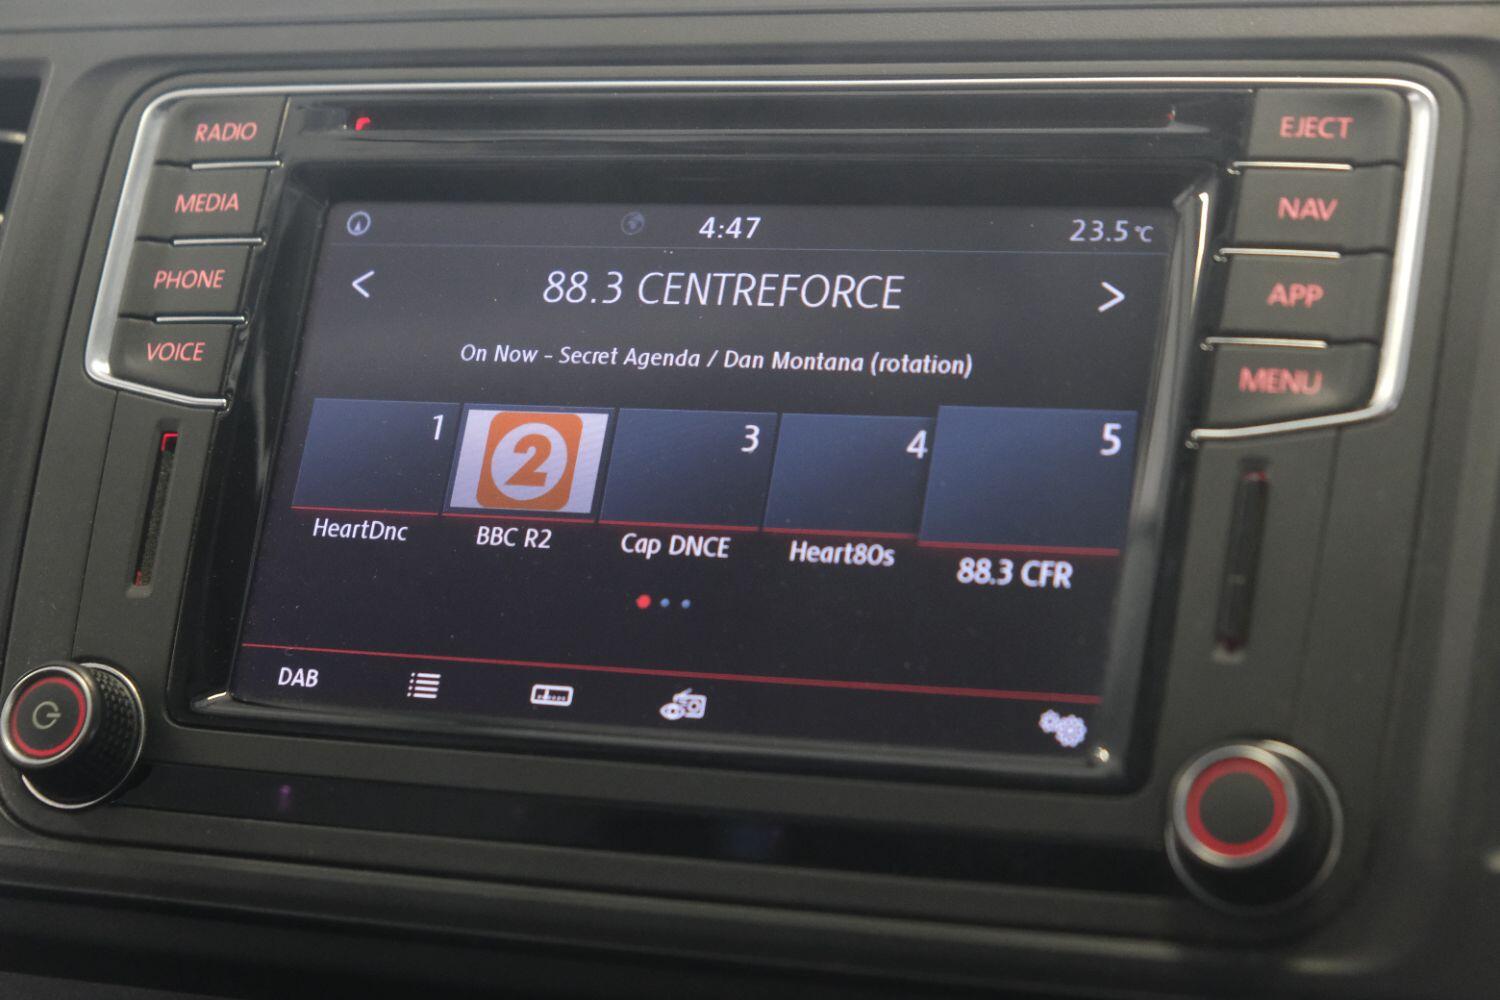 RADIO
MEDIA
PHONE
VOICE
EJECT
NAV
APP
MENU
4:47
23.5°C
< 88.3 CENTREFORCE >
On Now - Secret Agenda / Dan Montana (rotation)
1 2 3 4 5
HeartDnc BBC R2 Cap DNCE Heart80s 88.3 CFR
DAB